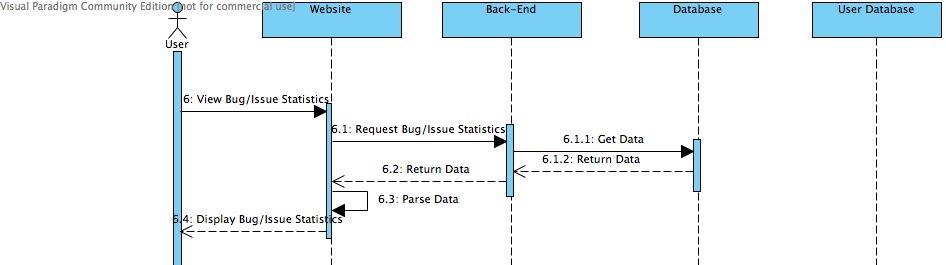 Visual Paradigm Community Edition [not for commercial use]
Website
Back-End
Database
User Database
User
6: View Bug/Issue Statistics
6.1: Request Bug/Issue Statistics
6.1.1: Get Data
6.1.2: Return Data
6.2: Return Data
6.3: Parse Data
6.4: Display Bug/Issue Statistics